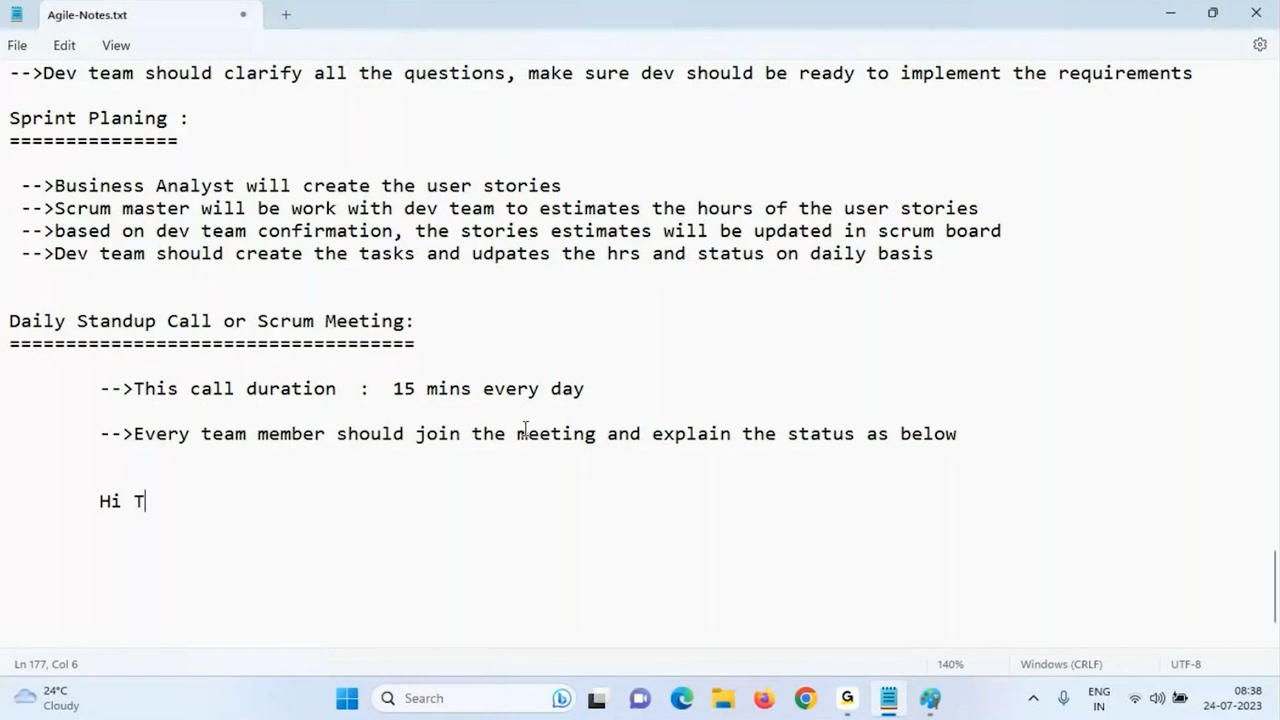 Agile-Notes.txt
File Edit View
-->Dev team should clarify all the questions, make sure dev should be ready to implement the requirements
Sprint Planing :
===============
-->Business Analyst will create the user stories
-->Scrum master will be work with dev team to estimates the hours of the user stories
-->based on dev team confirmation, the stories estimates will be updated in scrum board
-->Dev team should create the tasks and udpates the hrs and status on daily basis
Daily Standup Call or Scrum Meeting:
====================================
-->This call duration  :  15 mins every day
-->Every team member should join the meeting and explain the status as below
Hi T
Ln 177, Col 6 140% Windows (CRLF) UTF-8
24°C
Cloudy
Search
ENG
IN
08:38
24-07-2023